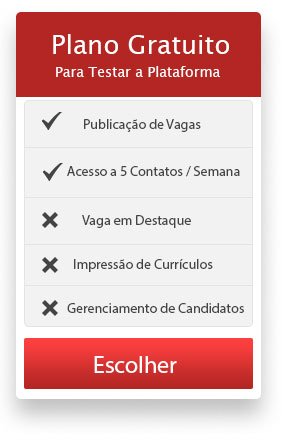 Plano Gratuito
Para Testar a Plataforma
Publicação de Vagas
Acesso a 5 Contatos / Semana
Vaga em Destaque
Impressão de Currículos
Gerenciamento de Candidatos
Escolher